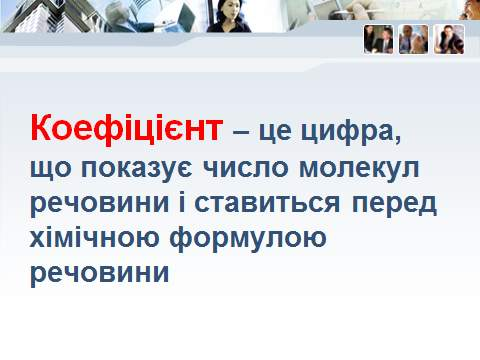 Коефіцієнт – це цифра,
що показує число молекул
речовини і ставиться перед
хімічною формулою
речовини